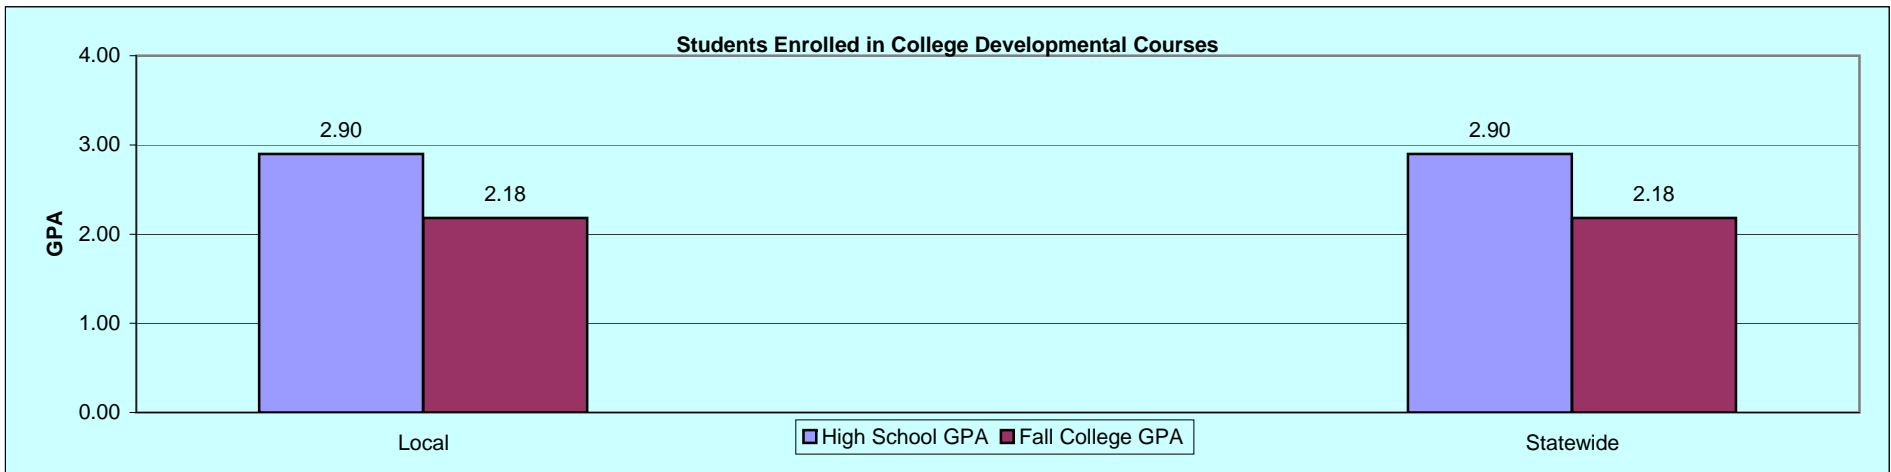 Students Enrolled in College Developmental Courses
4.00
3.00
2.00
1.00
0.00
GPA
2.90
2.18
2.90
2.18
Local
Statewide
High School GPA Fall College GPA